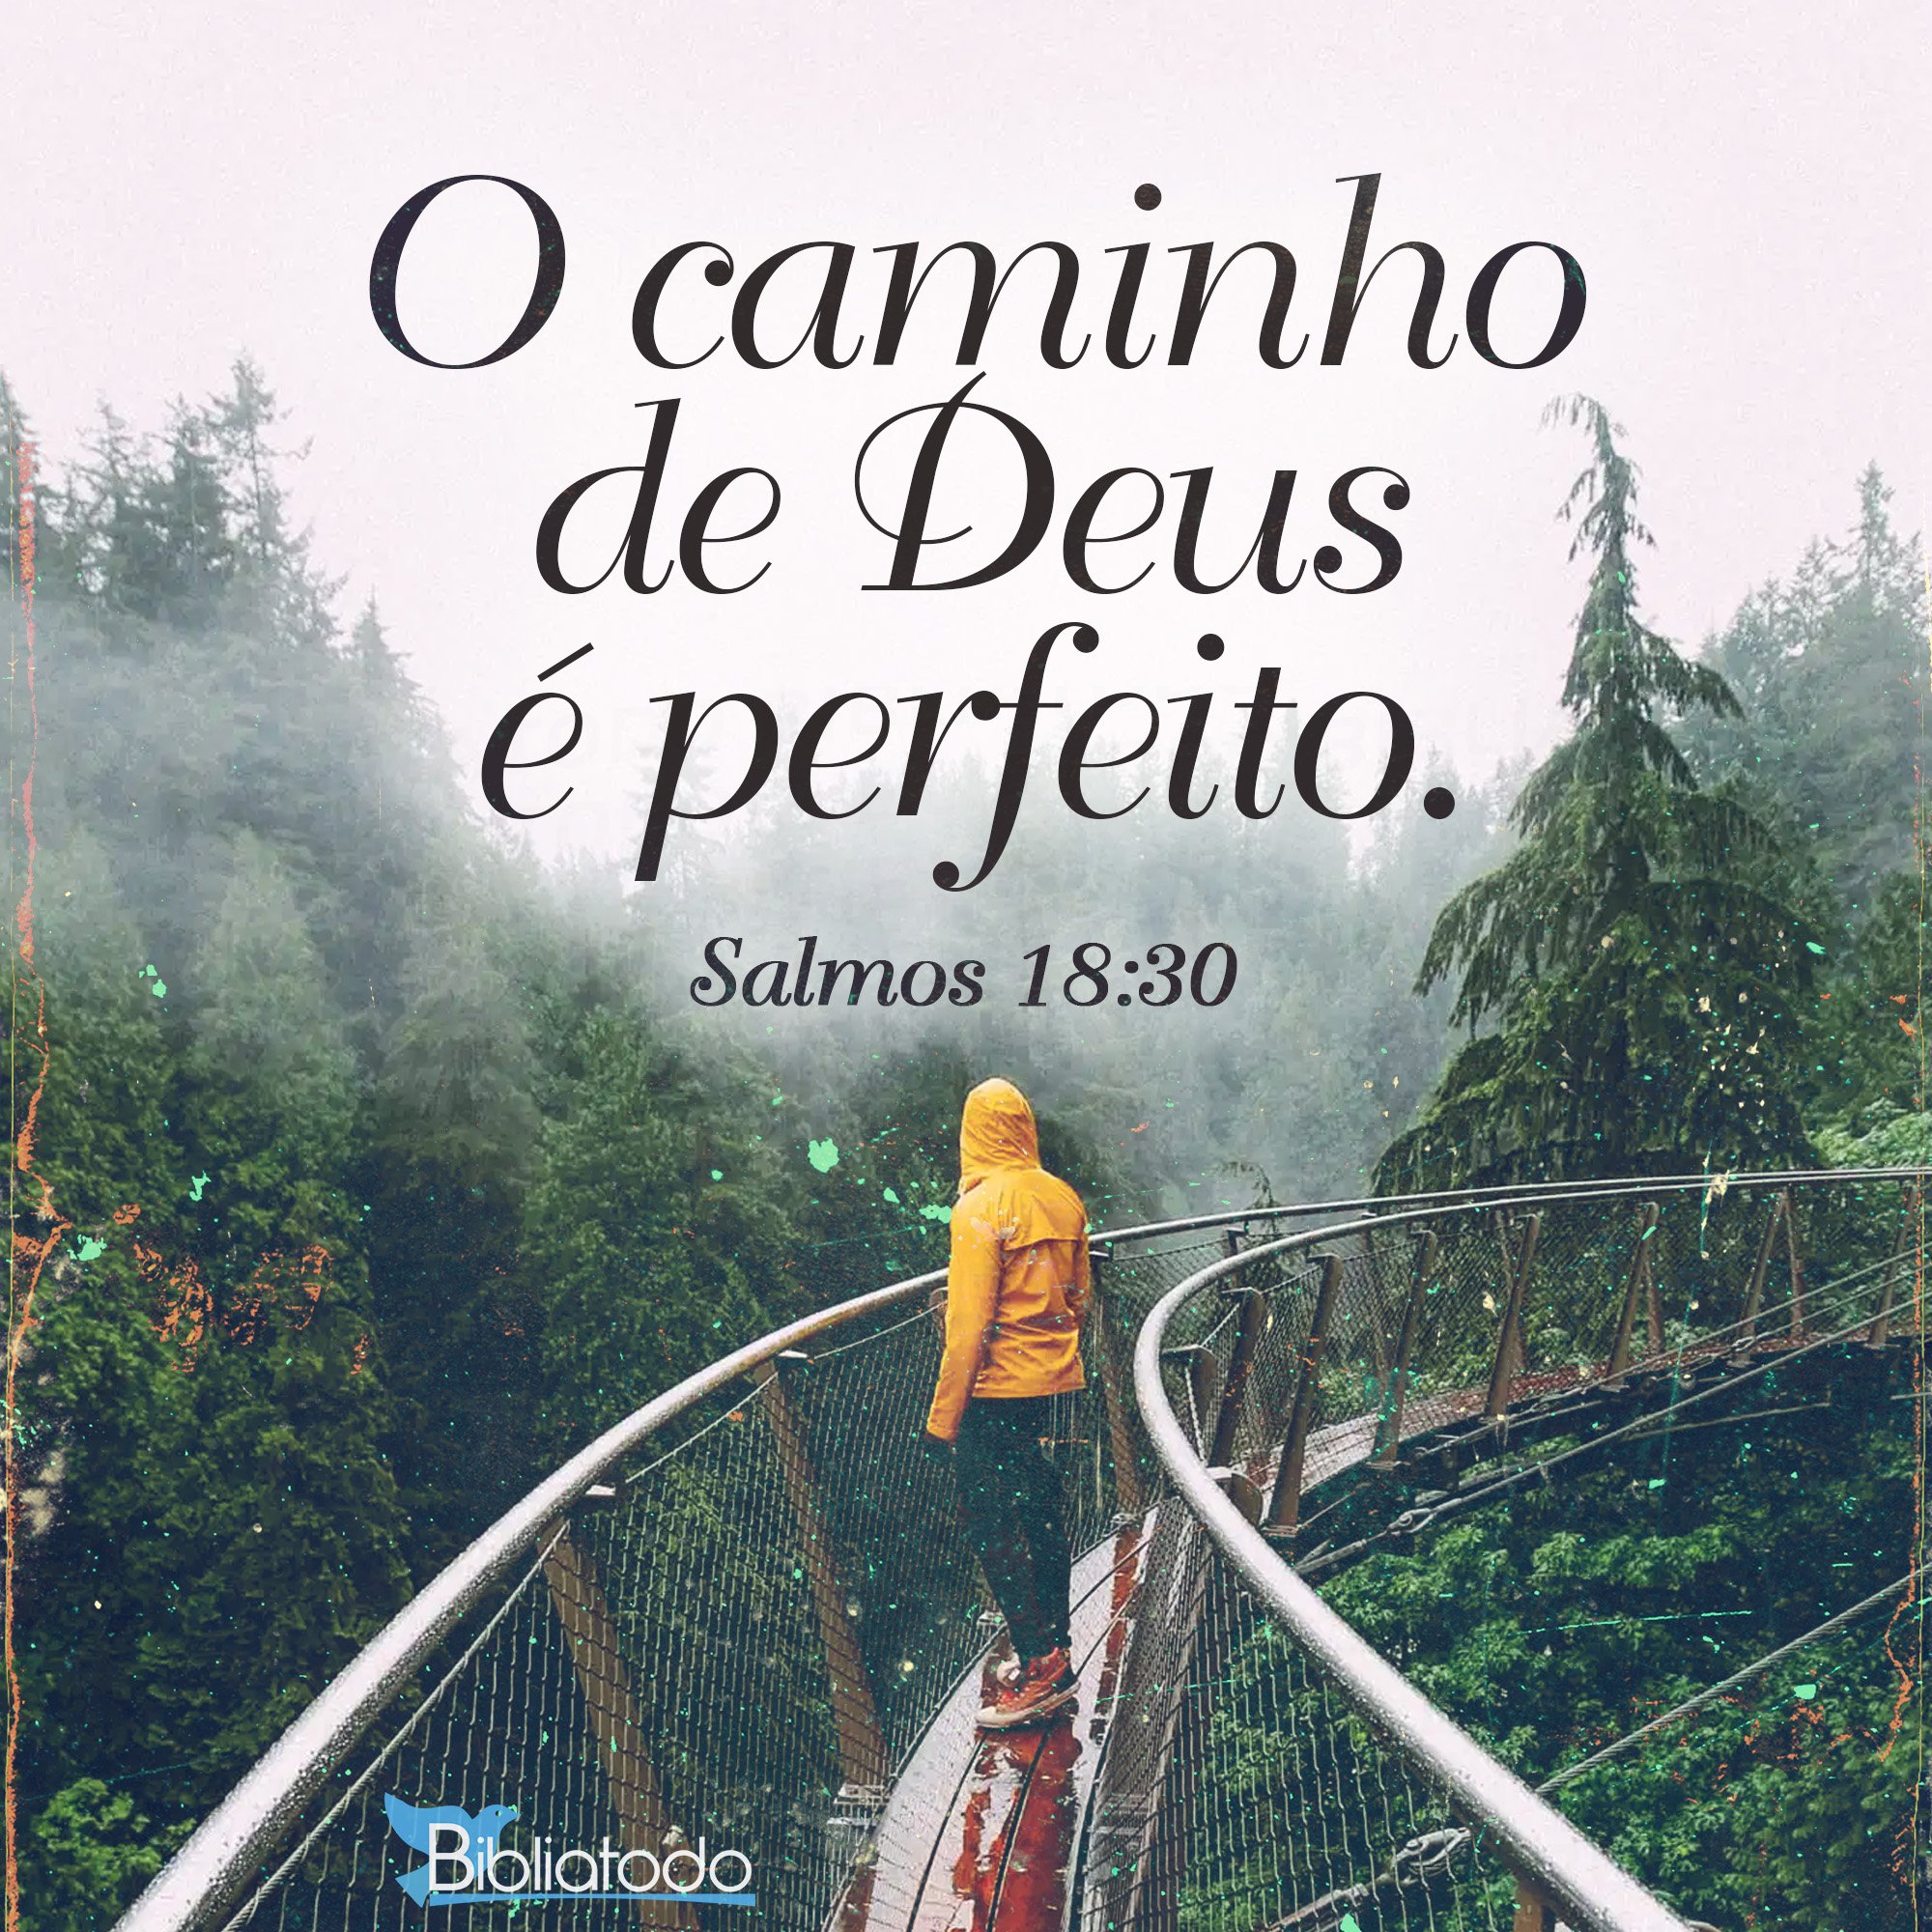 O caminho
de Deus
é perfeito.
Salmos 18:30
Bibliatodo